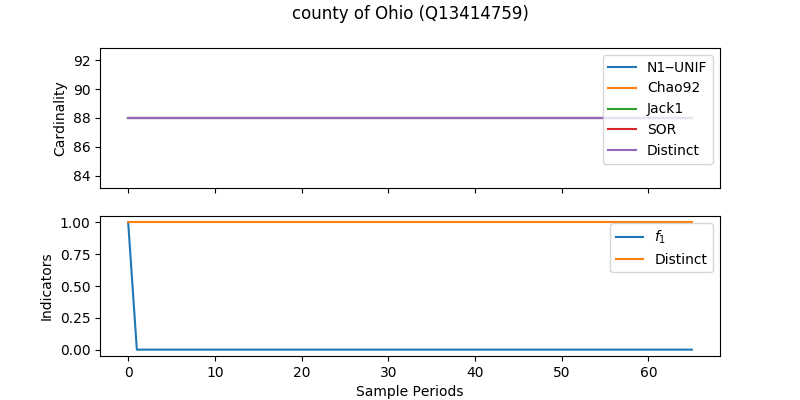 county of Ohio (Q13414759)
Cardinality
92
90
88
86
84
N1−UNIF
Chao92
Jack1
SOR
Distinct
Indicators
1.00
0.75
0.50
0.25
0.00
f1
Distinct
0 10 20 30 40 50 60
Sample Periods